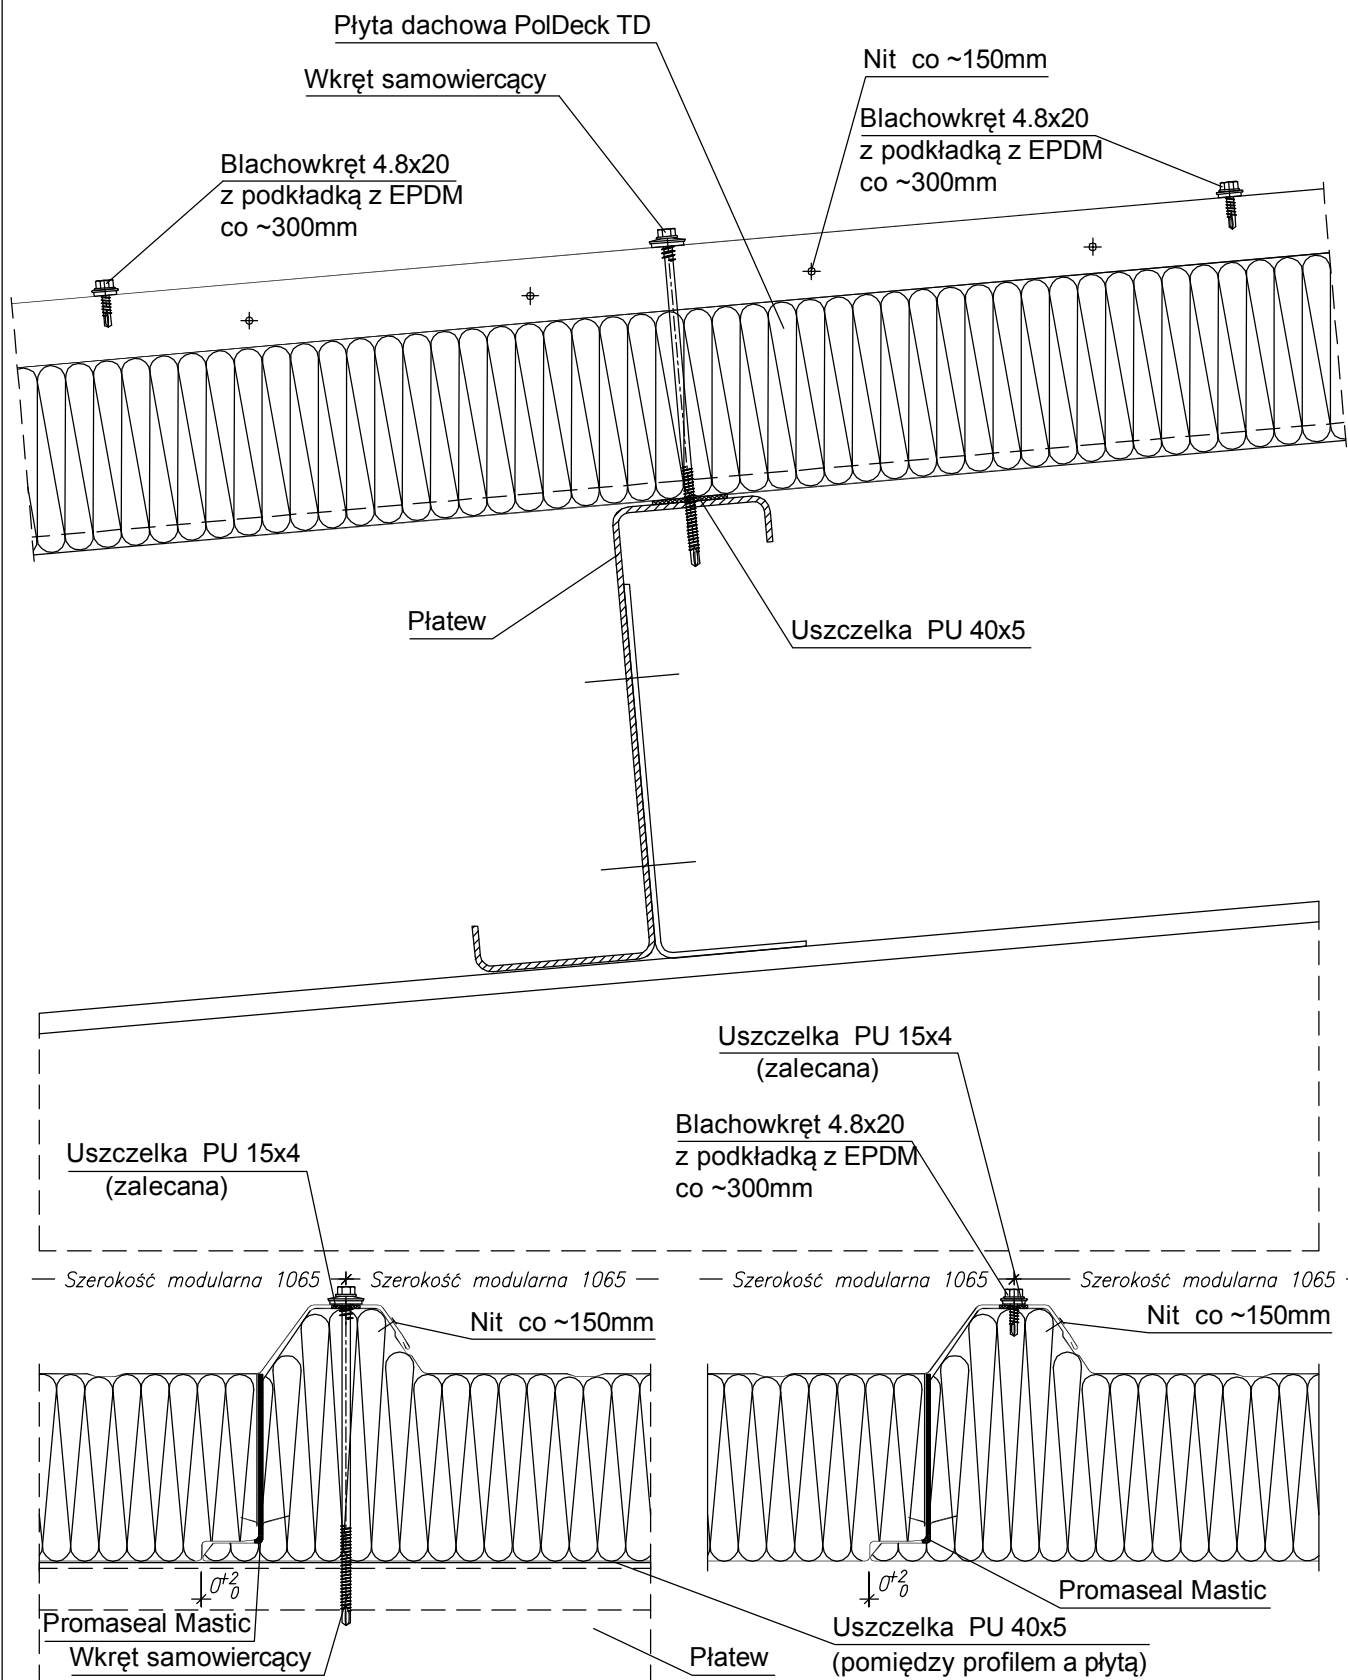 Płyta dachowa PolDeck TD
Wkręt samowiercący
Nit co ~150mm
Blachowkręt 4.8x20
z podkładką z EPDM
co ~300mm
Blachowkręt 4.8x20
z podkładką z EPDM
co ~300mm
Płatew
Uszczelka PU 40x5
Uszczelka PU 15x4
(zalecana)
Blachowkręt 4.8x20
z podkładką z EPDM
co ~300mm
Uszczelka PU 15x4
(zalecana)
Szerokość modularna 1065
Szerokość modularna 1065
Szerokość modularna 1065
Szerokość modularna 1065
Nit co ~150mm
Nit co ~150mm
0+2 0
0+2 0
Promaseal Mastic
Promaseal Mastic
Wkręt samowiercący
Płatew
Uszczelka PU 40x5
(pomiędzy profilem a płytą)